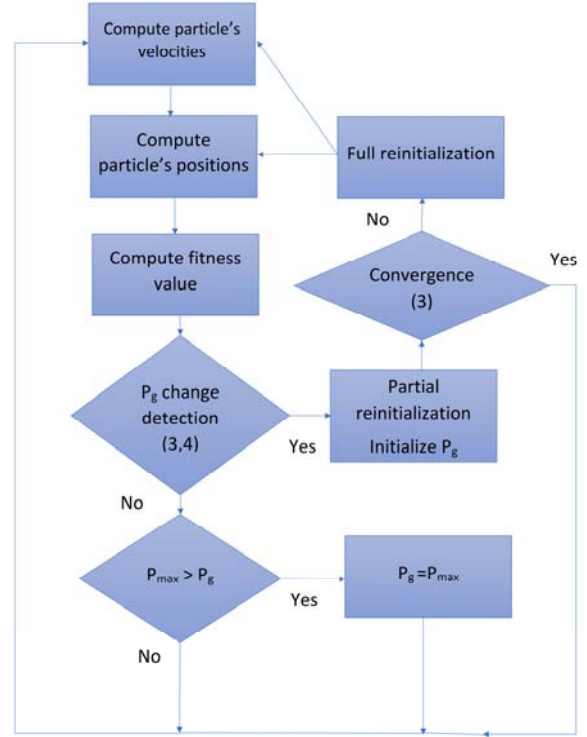 Compute particle's
velocities
Compute
particle's positions
Full reinitialization
No
Compute fitness
value
Convergence
(3)
Yes
Pg change
detection
(3,4)
Yes
Partial
reinitialization
Initialize Pg
No
Pmax > Pg
Yes
Pg =Pmax
No